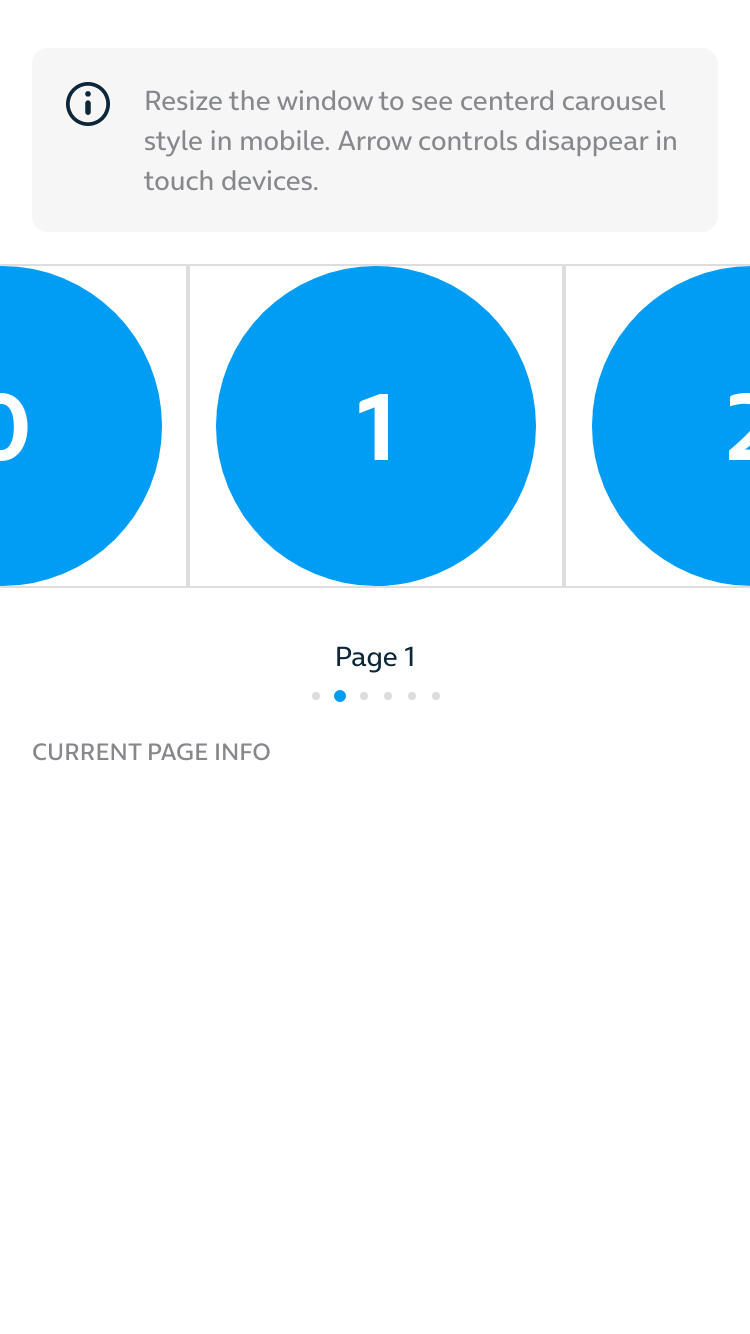 Resize the window to see centerd carousel
style in mobile. Arrow controls disappear in
touch devices.
0 1 2
Page 1
CURRENT PAGE INFO